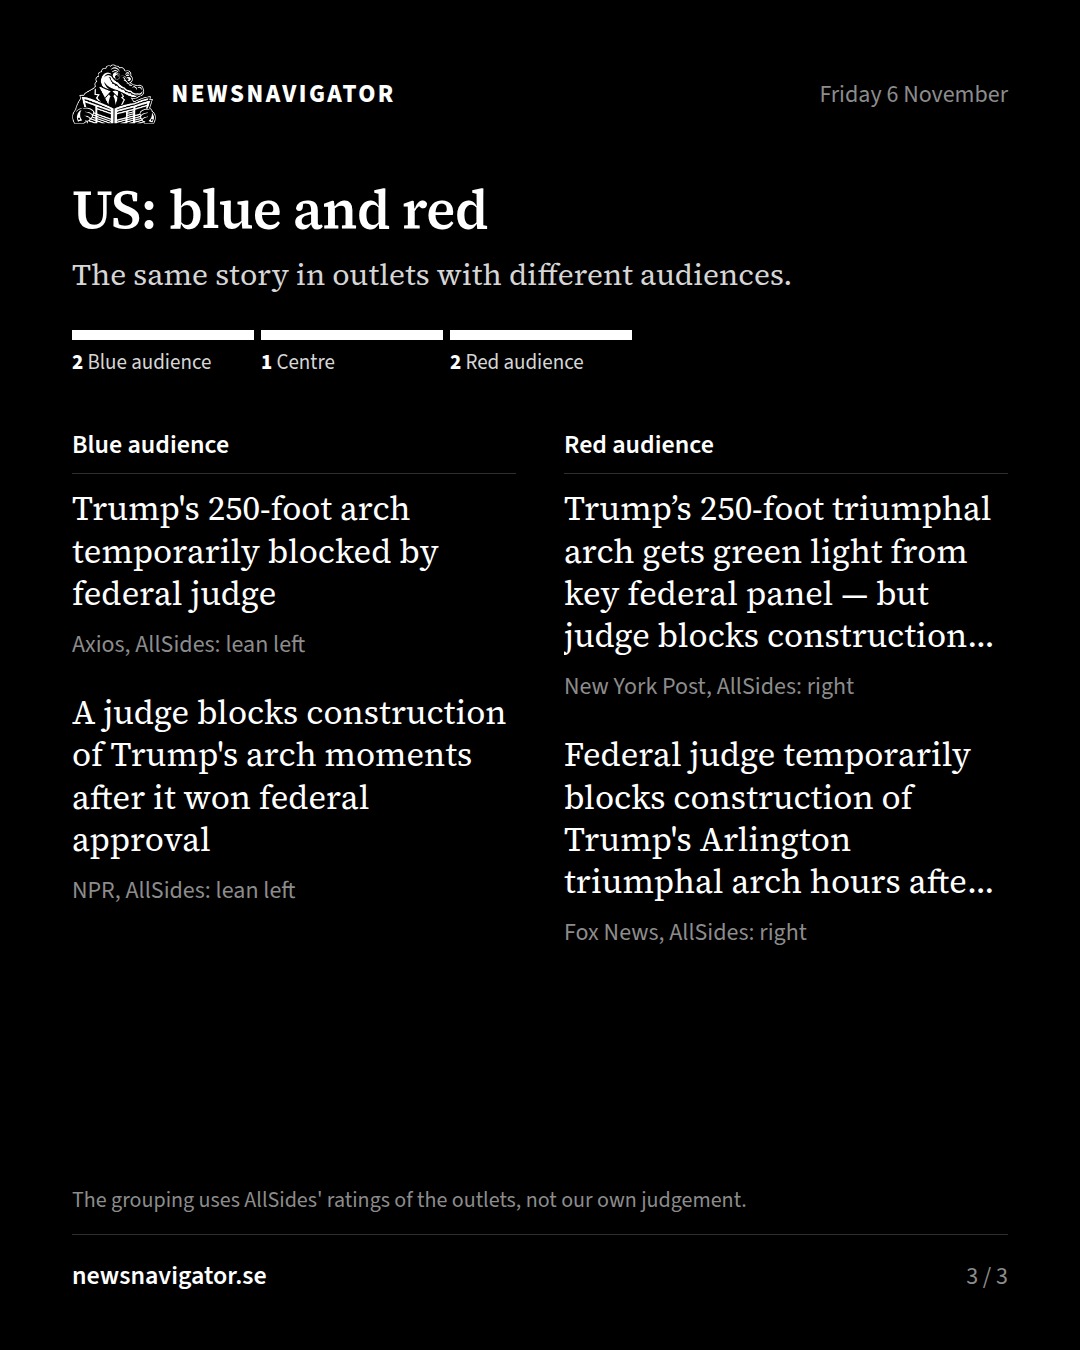 NEWSNAVIGATOR
Friday 6 November
US: blue and red
The same story in outlets with different audiences.
2 Blue audience
1 Centre
2 Red audience
Blue audience
Trump's 250-foot arch
temporarily blocked by
federal judge
Axios, AllSides: lean left
A judge blocks construction
of Trump's arch moments
after it won federal
approval
NPR, AllSides: lean left
Red audience
Trump’s 250-foot triumphal
arch gets green light from
key federal panel — but
judge blocks construction...
New York Post, AllSides: right
Federal judge temporarily
blocks construction of
Trump's Arlington
triumphal arch hours afte...
Fox News, AllSides: right
The grouping uses AllSides' ratings of the outlets, not our own judgement.
newsnavigator.se
3 / 3